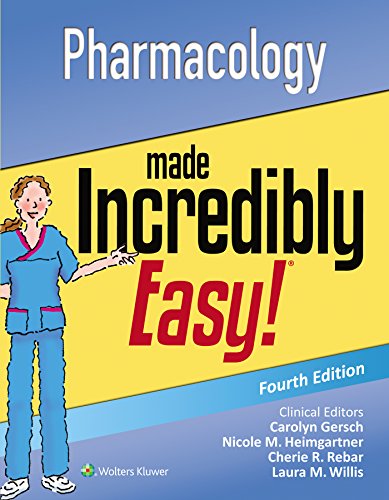 Pharmacology
made
Incredibly
Easy!®
Fourth Edition
Clinical Editors
Carolyn Gersch
Nicole M. Heimgartner
Cherie R. Rebar
Laura M. Willis
Wolters Kluwer